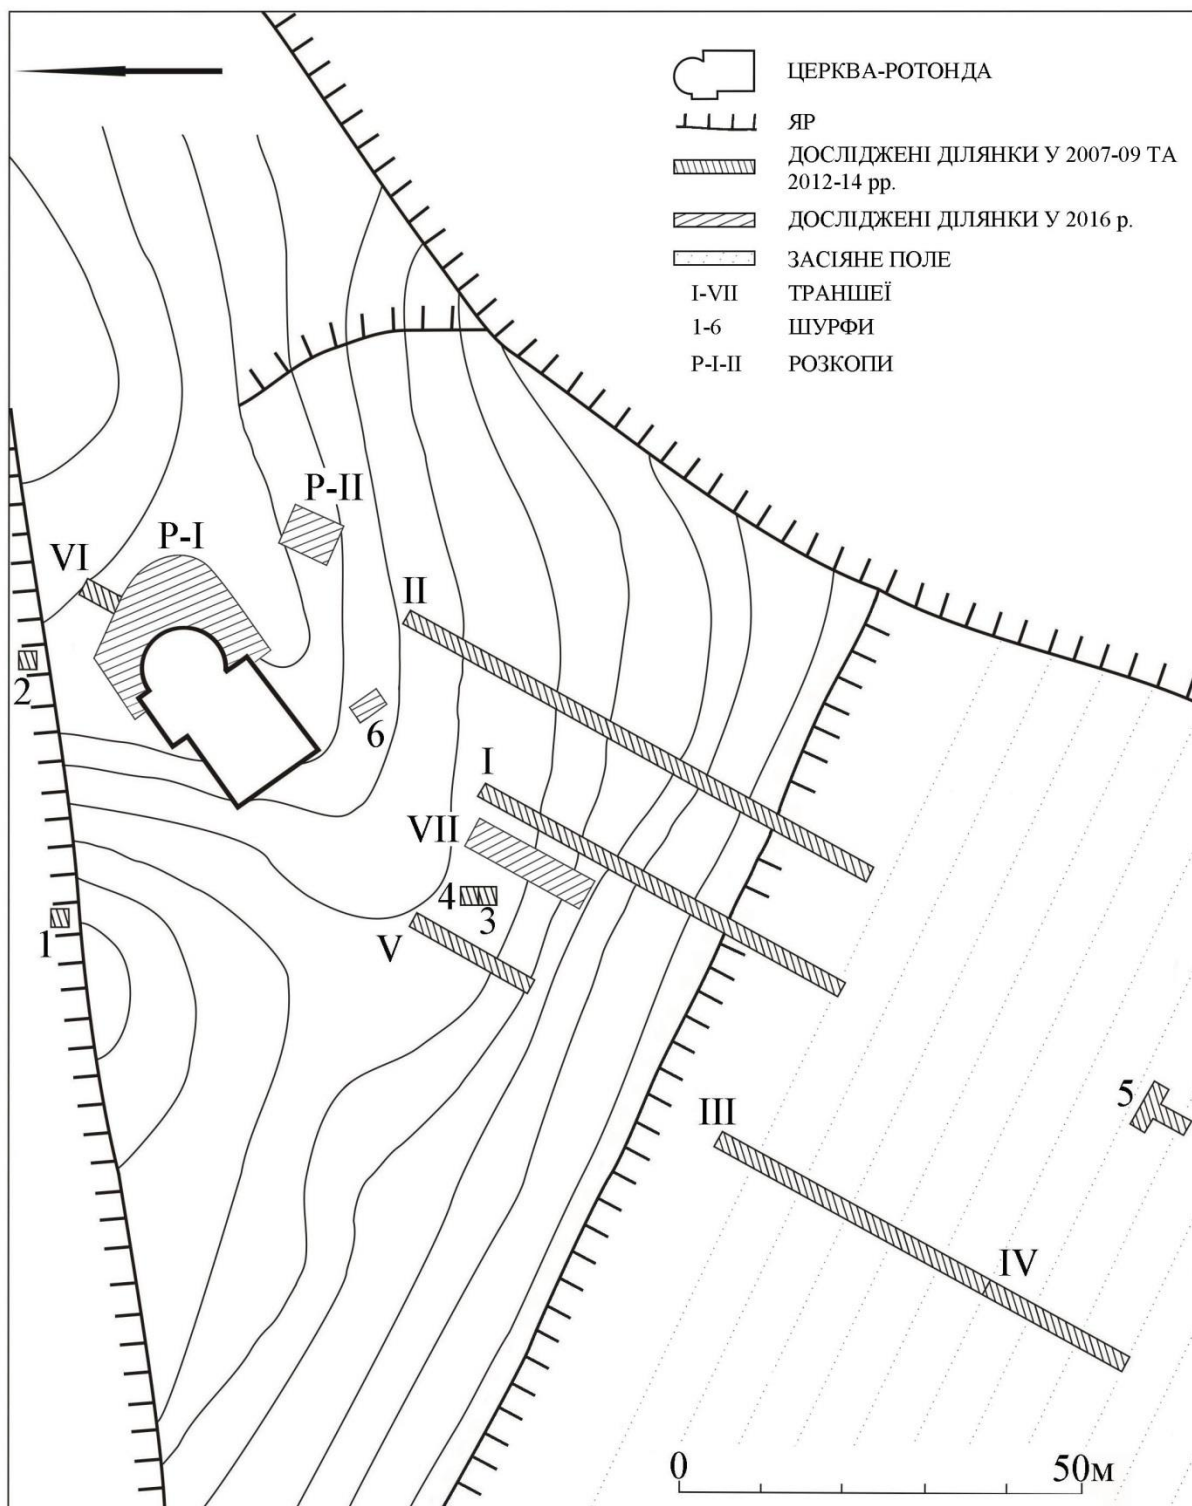 ЦЕРКВА-РОТОНДА
ЯР
ДОСЛІДЖЕНІ ДІЛЯНКИ У 2007-09 ТА
2012-14 рр.
ДОСЛІДЖЕНІ ДІЛЯНКИ У 2016 р.
ЗАСІЯНЕ ПОЛЕ
I-VII ТРАНШЕЇ
1-6 ШУРФИ
Р-I-II РОЗКОПИ
Р-II
Р-I
VI
II
2
6
I
VII
4
3
1
V
5
III
IV
0 50м